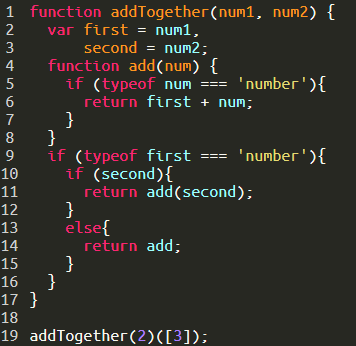 1 function addTogether(num1, num2) {
2   var first = num1,
3       second = num2;
4   function add(num) {
5     if (typeof num === 'number'){
6       return first + num;
7     }
8   }
9   if (typeof first === 'number'){
10     if (second){
11       return add(second);
12     }
13     else{
14       return add;
15     }
16   }
17 }
18
19 addTogether(2)([3]);